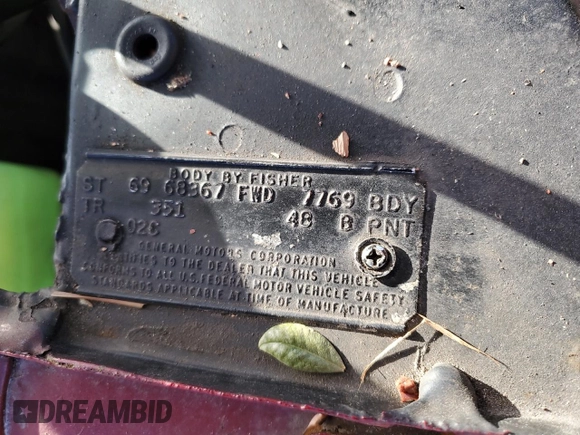 BODY BY FISHER
ST 69 68367 FWD 7769 BDY
TR 351 48 B PNT
02C
GENERAL MOTORS CORPORATION
CERTIFIES TO THE DEALER THAT THIS VEHICLE
CONFORMS TO ALL U.S. FEDERAL MOTOR VEHICLE SAFETY
STANDARDS APPLICABLE AT TIME OF MANUFACTURE
DREAMBID